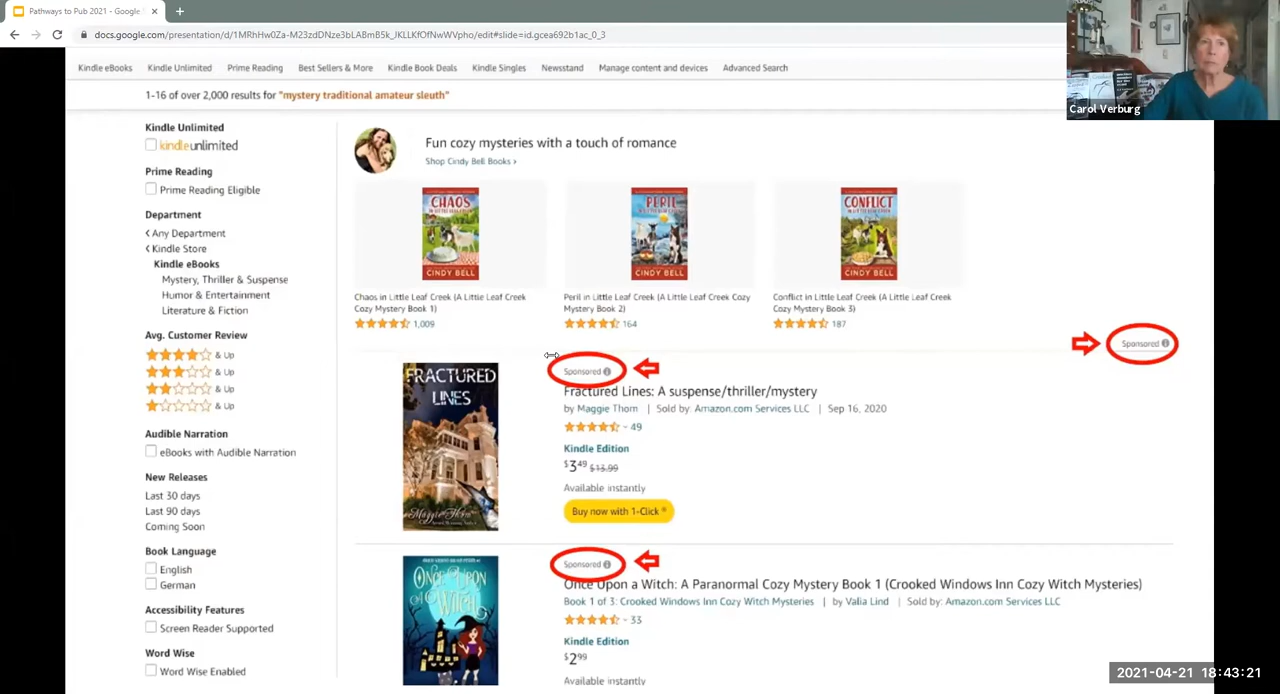 Pathways to Pub 2021 - Google
docs.google.com/presentation/d/1MRhHw0Za-M23zdDNze3bLABmB5k_JKLLKfOfNwWVpho/edit#slide=id.gcea692b1ac_0_3
Kindle eBooks Kindle Unlimited Prime Reading Best Sellers & More Kindle Book Deals Kindle Singles Newsstand Manage content and devices Advanced Search
1-16 of over 2,000 results for "mystery traditional amateur sleuth"
Carol Verburg
Kindle Unlimited
kindleunlimited
Prime Reading
Prime Reading Eligible
Department
Any Department
Kindle Store
Kindle eBooks
Mystery, Thriller & Suspense
Humor & Entertainment
Literature & Fiction
Avg. Customer Review
& Up
& Up
& Up
& Up
Audible Narration
eBooks with Audible Narration
New Releases
Last 30 days
Last 90 days
Coming Soon
Book Language
English
German
Accessibility Features
Screen Reader Supported
Word Wise
Word Wise Enabled
Fun cozy mysteries with a touch of romance
Shop Cindy Bell Books ›
CHAOS
CINDY BELL
PERIL
CINDY BELL
CONFLICT
CINDY BELL
Chaos in Little Leaf Creek (A Little Leaf Creek
Cozy Mystery Book 1)
1,009
Peril in Little Leaf Creek (A Little Leaf Creek Cozy
Mystery Book 2)
164
Conflict in Little Leaf Creek (A Little Leaf Creek
Cozy Mystery Book 3)
187
Sponsored
FRACTURED
LINES
Maggie Thom
Sponsored
Fractured Lines: A suspense/thriller/mystery
by Maggie Thom | Sold by: Amazon.com Services LLC | Sep 16, 2020
49
Kindle Edition
$3 49 $13.99
Available instantly
Buy now with 1-Click ®
ONCE UPON
A WITCH
Sponsored
Once Upon a Witch: A Paranormal Cozy Mystery Book 1 (Crooked Windows Inn Cozy Witch Mysteries)
Book 1 of 3: Crooked Windows Inn Cozy Witch Mysteries | by Valia Lind | Sold by: Amazon.com Services LLC
33
Kindle Edition
$2 99
Available instantly
2021-04-21 18:43:21